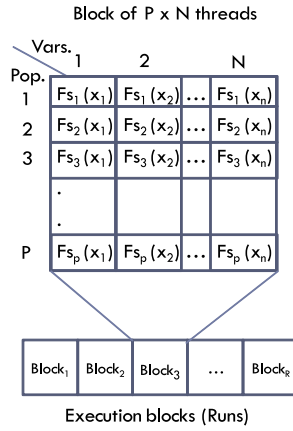 Block of P x N threads
Vars.
1 2 N
Pop.
1 Fs₁(x₁) Fs₁(x₂) ... Fs₁(xₙ)
2 Fs₂(x₁) Fs₂(x₂) ... Fs₂(xₙ)
3 Fs₃(x₁) Fs₃(x₂) ... Fs₃(xₙ)
.
.
P Fsₚ(x₁) Fsₚ(x₂) ... Fsₚ(xₙ)
Block₁ Block₂ Block₃ ... Block_R
Execution blocks (Runs)